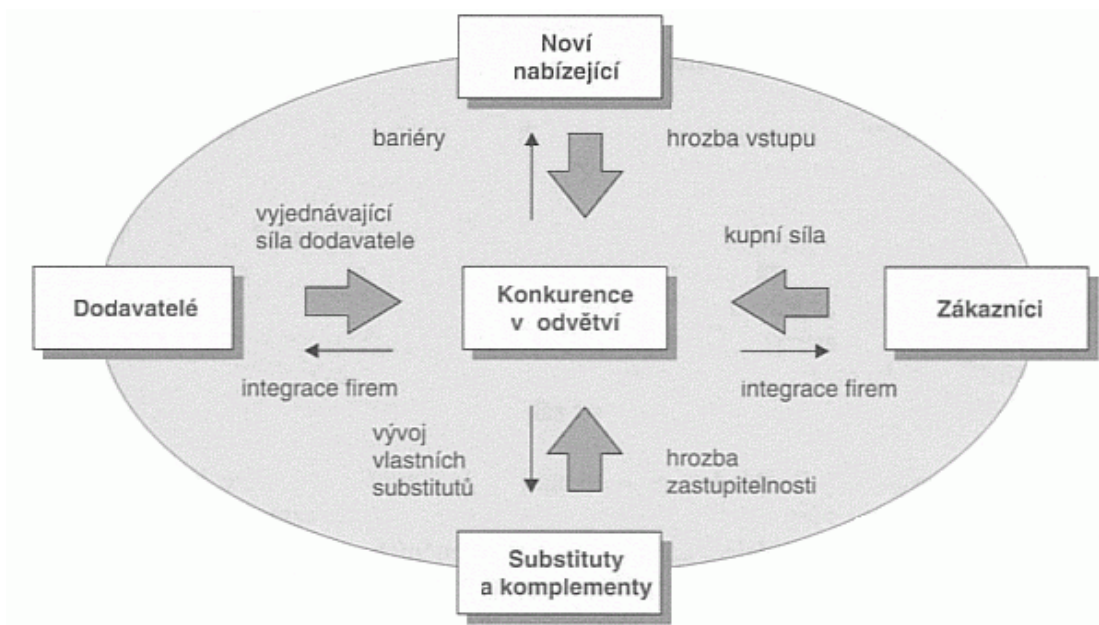 Noví
nabízející
bariéry
hrozba vstupu
vyjednávající
síla dodavatele
kupní síla
Dodavatelé
Konkurence
v odvětví
Zákazníci
integrace firem
integrace firem
vývoj
vlastních
substitutů
hrozba
zastupitelnosti
Substituty
a komplementy